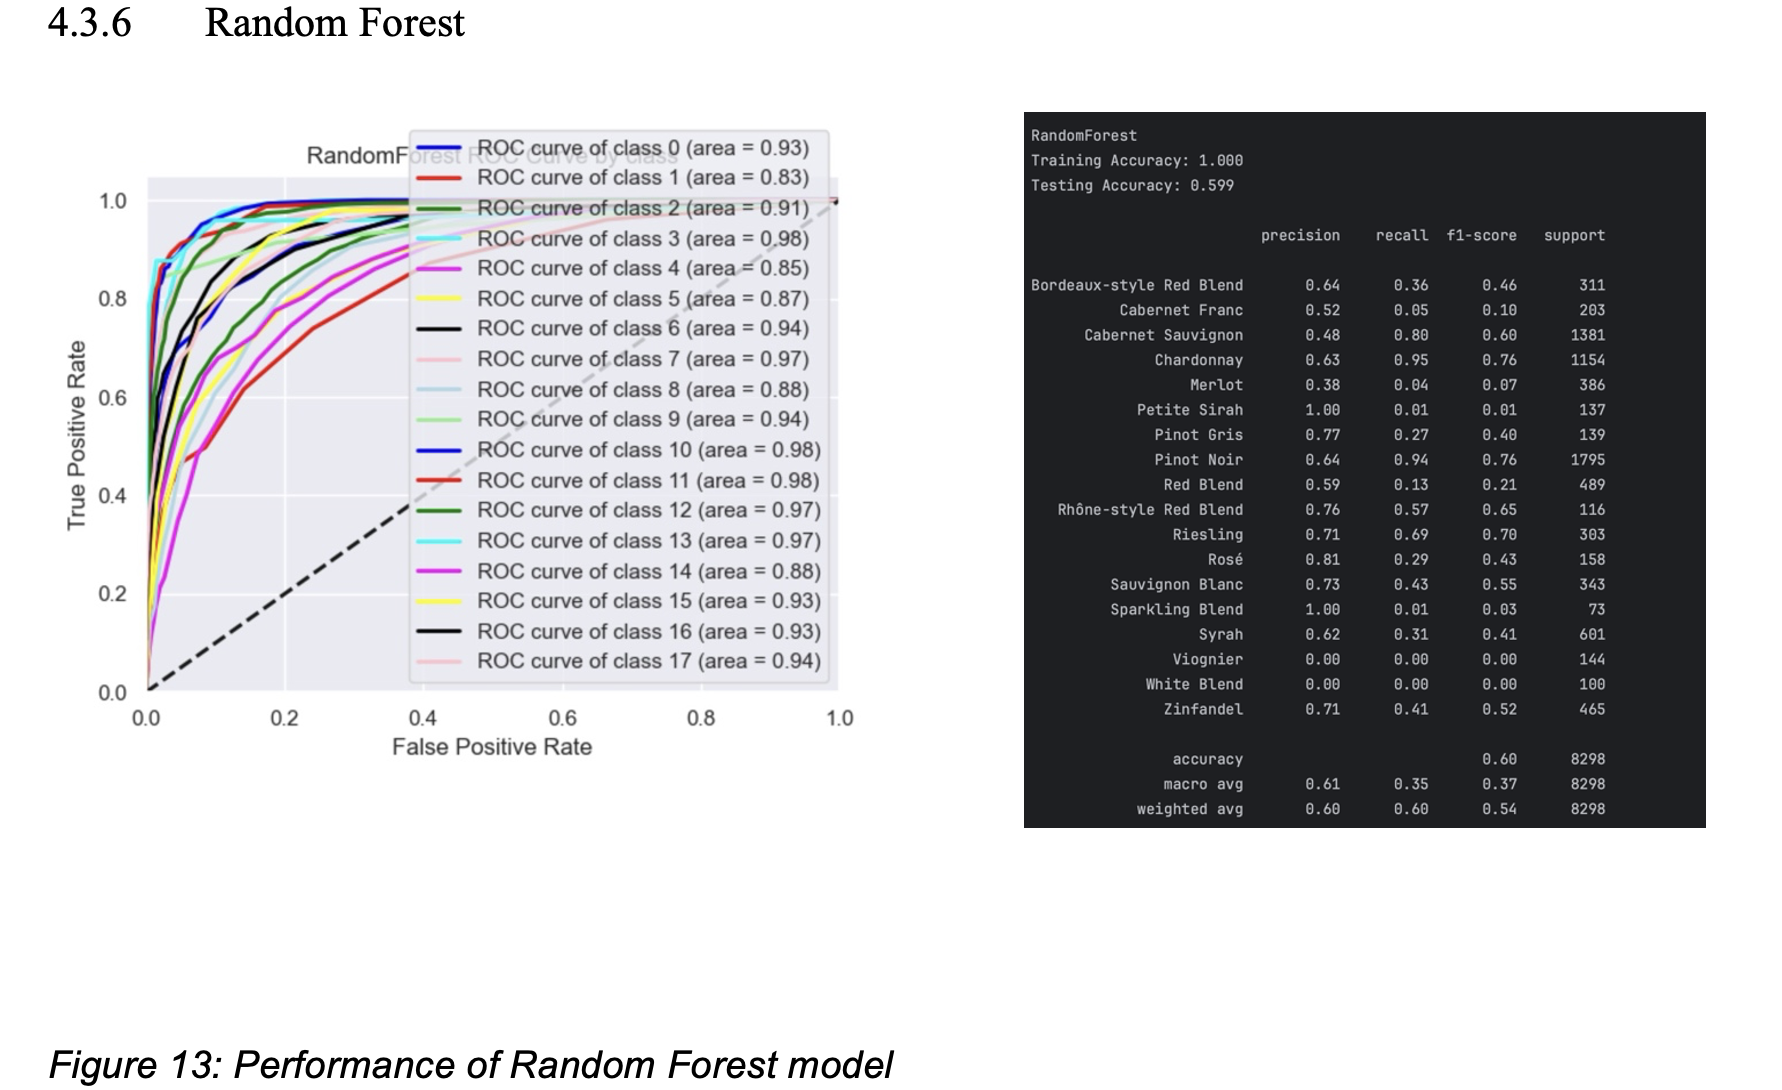 4.3.6 Random Forest
RandomForest ROC Curve by class
ROC curve of class 0 (area = 0.93)
ROC curve of class 1 (area = 0.83)
ROC curve of class 2 (area = 0.91)
ROC curve of class 3 (area = 0.98)
ROC curve of class 4 (area = 0.85)
ROC curve of class 5 (area = 0.87)
ROC curve of class 6 (area = 0.94)
ROC curve of class 7 (area = 0.97)
ROC curve of class 8 (area = 0.88)
ROC curve of class 9 (area = 0.94)
ROC curve of class 10 (area = 0.98)
ROC curve of class 11 (area = 0.98)
ROC curve of class 12 (area = 0.97)
ROC curve of class 13 (area = 0.97)
ROC curve of class 14 (area = 0.88)
ROC curve of class 15 (area = 0.93)
ROC curve of class 16 (area = 0.93)
ROC curve of class 17 (area = 0.94)
True Positive Rate
1.0
0.8
0.6
0.4
0.2
0.0
0.0 0.2 0.4 0.6 0.8 1.0
False Positive Rate
RandomForest
Training Accuracy: 1.000
Testing Accuracy: 0.599
precision recall f1-score support
Bordeaux-style Red Blend 0.64 0.36 0.46 311
Cabernet Franc 0.52 0.05 0.10 203
Cabernet Sauvignon 0.48 0.80 0.60 1381
Chardonnay 0.63 0.95 0.76 1154
Merlot 0.38 0.04 0.07 386
Petite Sirah 1.00 0.01 0.01 137
Pinot Gris 0.77 0.27 0.40 139
Pinot Noir 0.64 0.94 0.76 1795
Red Blend 0.59 0.13 0.21 489
Rhône-style Red Blend 0.76 0.57 0.65 116
Riesling 0.71 0.69 0.70 303
Rosé 0.81 0.29 0.43 158
Sauvignon Blanc 0.73 0.43 0.55 343
Sparkling Blend 1.00 0.01 0.03 73
Syrah 0.62 0.31 0.41 601
Viognier 0.00 0.00 0.00 144
White Blend 0.00 0.00 0.00 100
Zinfandel 0.71 0.41 0.52 465
accuracy 0.60 8298
macro avg 0.61 0.35 0.37 8298
weighted avg 0.60 0.60 0.54 8298
Figure 13: Performance of Random Forest model